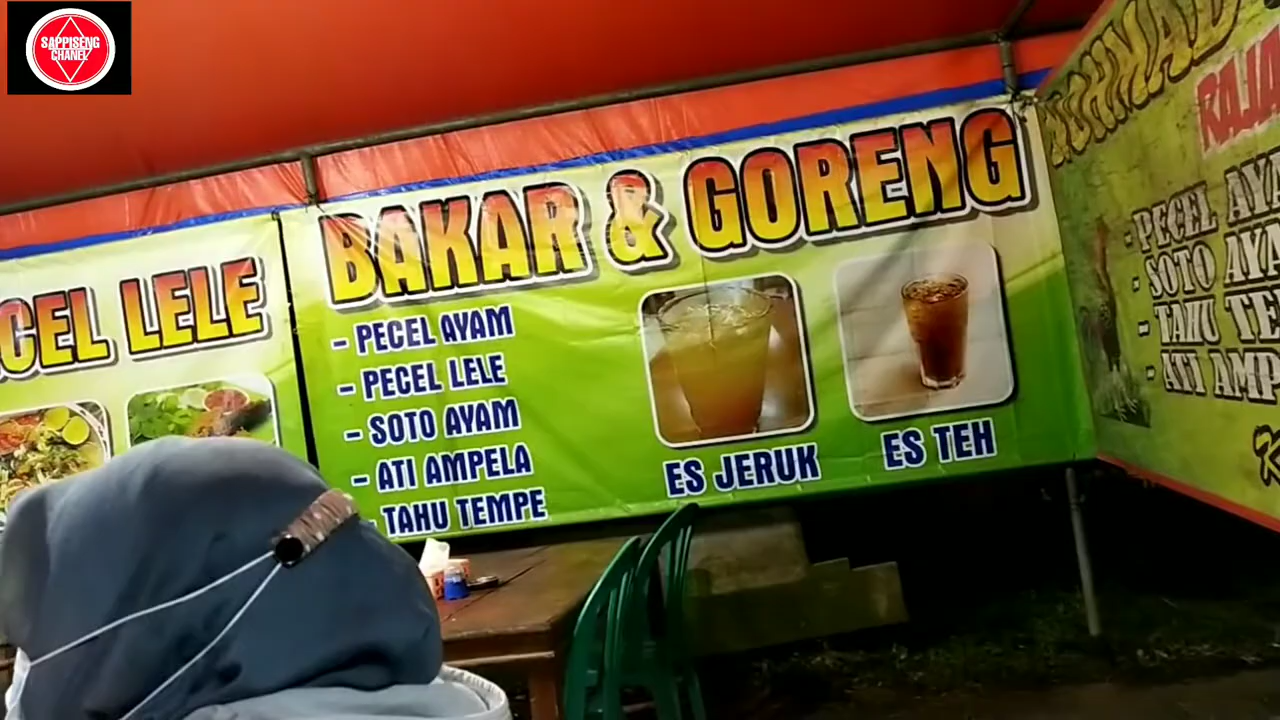 SAPPISENG
CHANEL
CEL LELE
BAKAR & GORENG
- PECEL AYAM
- PECEL LELE
- SOTO AYAM
- ATI AMPELA
- TAHU TEMPE
ES JERUK
ES TEH
RAJA
- PECEL AYA
- SOTO AYA
- TAHU TE
- ATI AMP